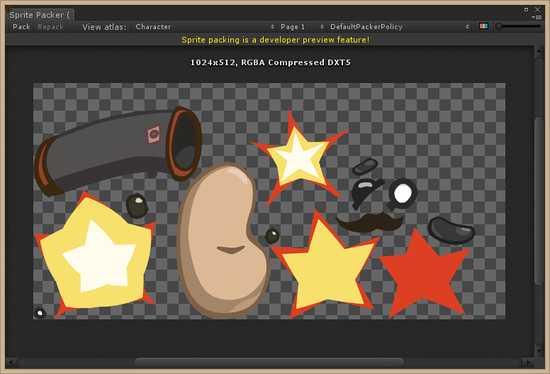 Sprite Packer (
Pack Repack View atlas: Character Page 1 DefaultPackerPolicy
Sprite packing is a developer preview feature!
1024x512, RGBA Compressed DXT5